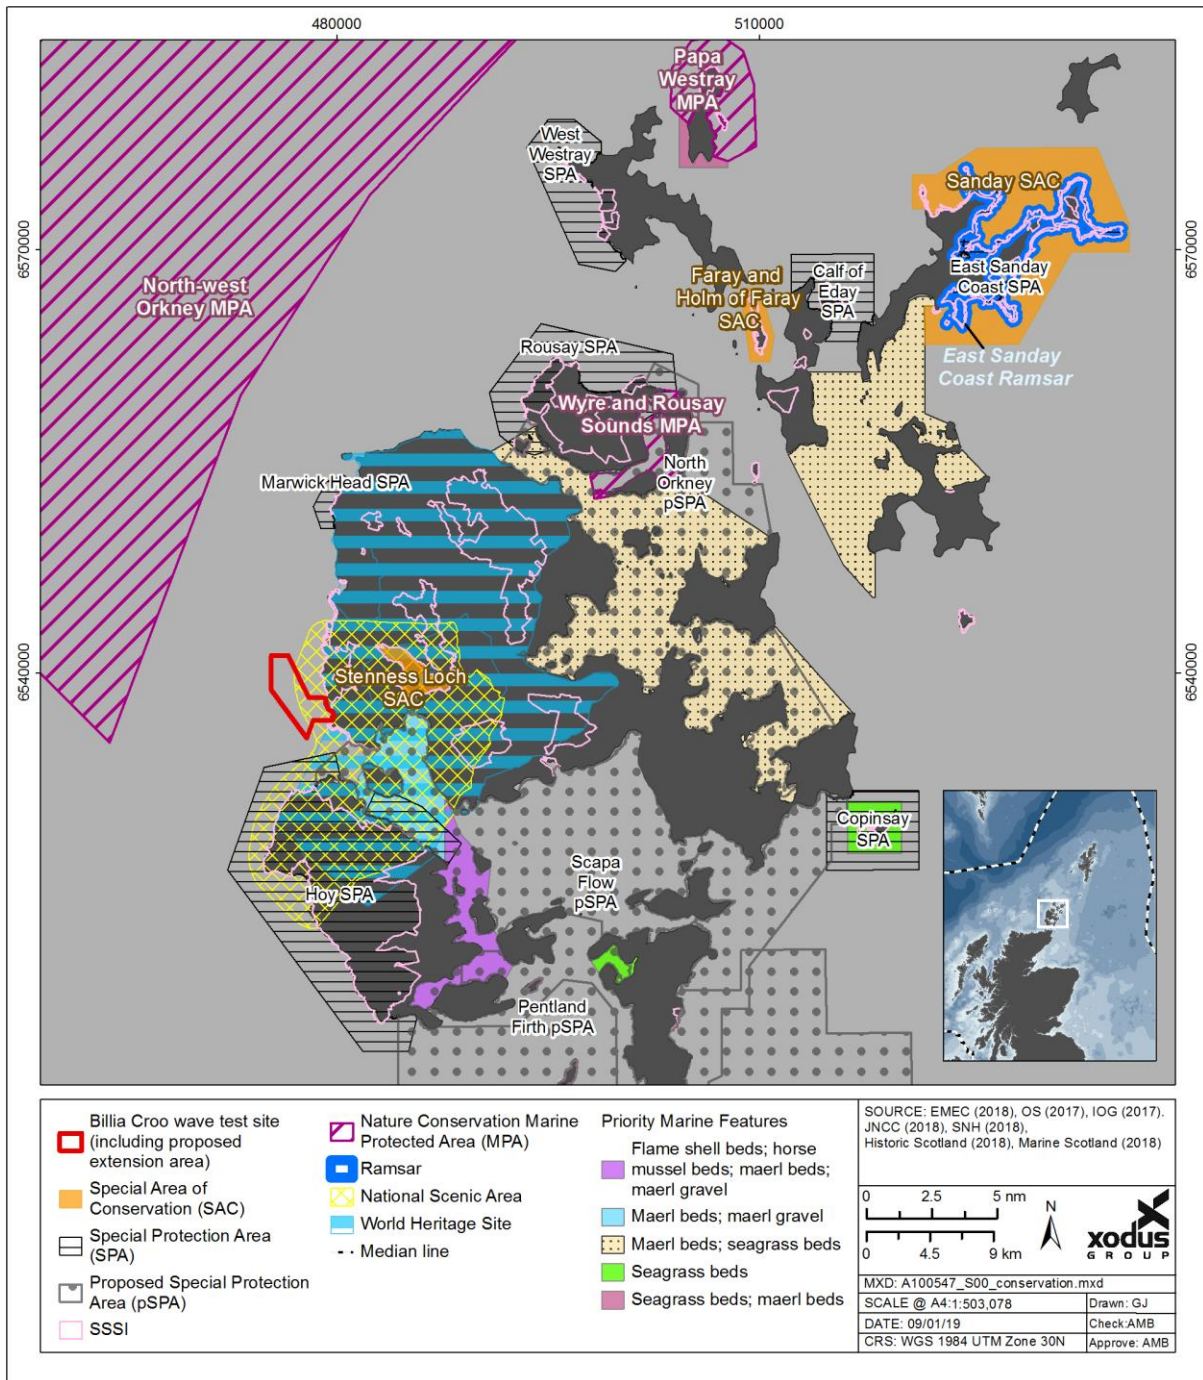 480000
510000
6570000
6570000
6540000
6540000
Papa
Westray
MPA
West
Westray
SPA
Sanday SAC
North-west
Orkney MPA
Faray and
Holm of Faray
SAC
Calf of
Eday
SPA
East Sanday
Coast SPA
East Sanday
Coast Ramsar
Rousay SPA
Wyre and Rousay
Sounds MPA
North
Orkney
pSPA
Marwick Head SPA
Stenness Loch
SAC
Copinsay
SPA
Scapa
Flow
pSPA
Hoy SPA
Pentland
Firth pSPA
Billia Croo wave test site
(including proposed
extension area)
Special Area of
Conservation (SAC)
Special Protection Area
(SPA)
Proposed Special Protection
Area (pSPA)
SSSI
Nature Conservation Marine
Protected Area (MPA)
Ramsar
National Scenic Area
World Heritage Site
Median line
Priority Marine Features
Flame shell beds; horse
mussel beds; maerl beds;
maerl gravel
Maerl beds; maerl gravel
Maerl beds; seagrass beds
Seagrass beds
Seagrass beds; maerl beds
SOURCE: EMEC (2018), OS (2017), IOG (2017).
JNCC (2018), SNH (2018),
Historic Scotland (2018), Marine Scotland (2018)
0 2.5 5 nm
0 4.5 9 km
N
xodus
GROUP
MXD: A100547_S00_conservation.mxd
SCALE @ A4:1:503,078
Drawn: GJ
DATE: 09/01/19
Check:AMB
CRS: WGS 1984 UTM Zone 30N
Approve: AMB